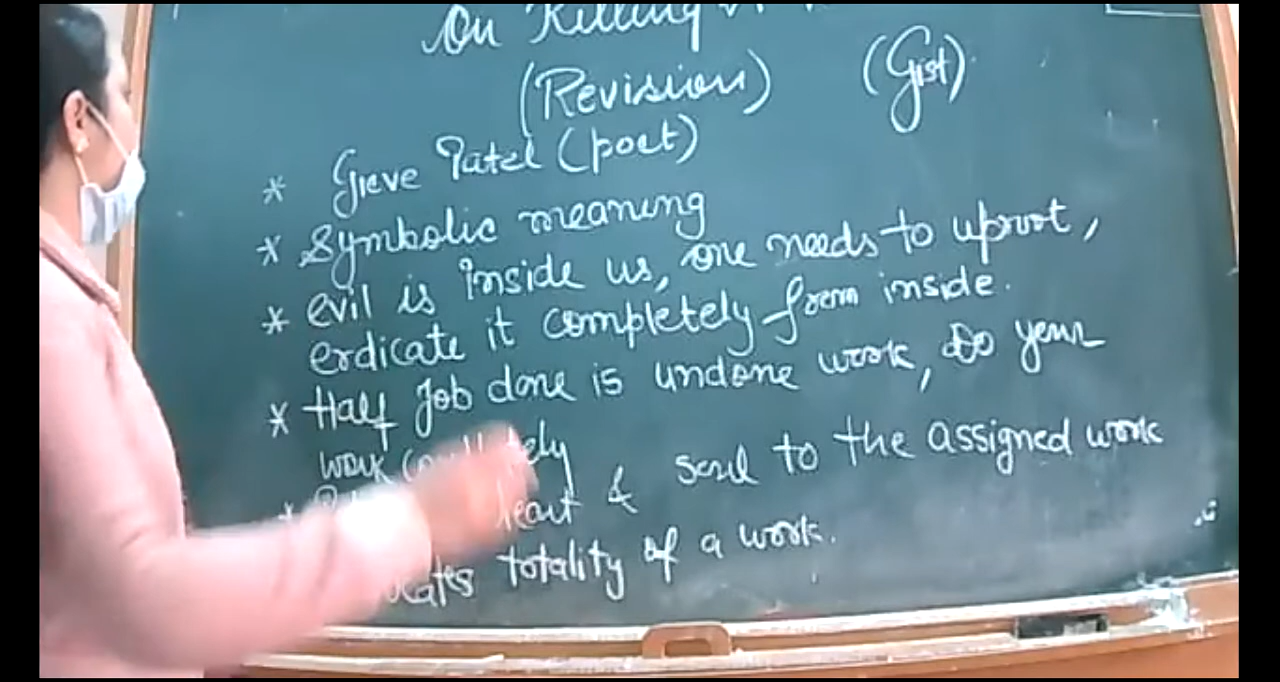 On Killing
(Revision) (Gist)
* Gieve Patel (poet)
* Symbolic meaning
* evil is inside us, one needs to uproot,
erdicate it completely from inside.
* Half Job done is undone work, Do your
work
* heart & soul to the assigned work
totality of a work.